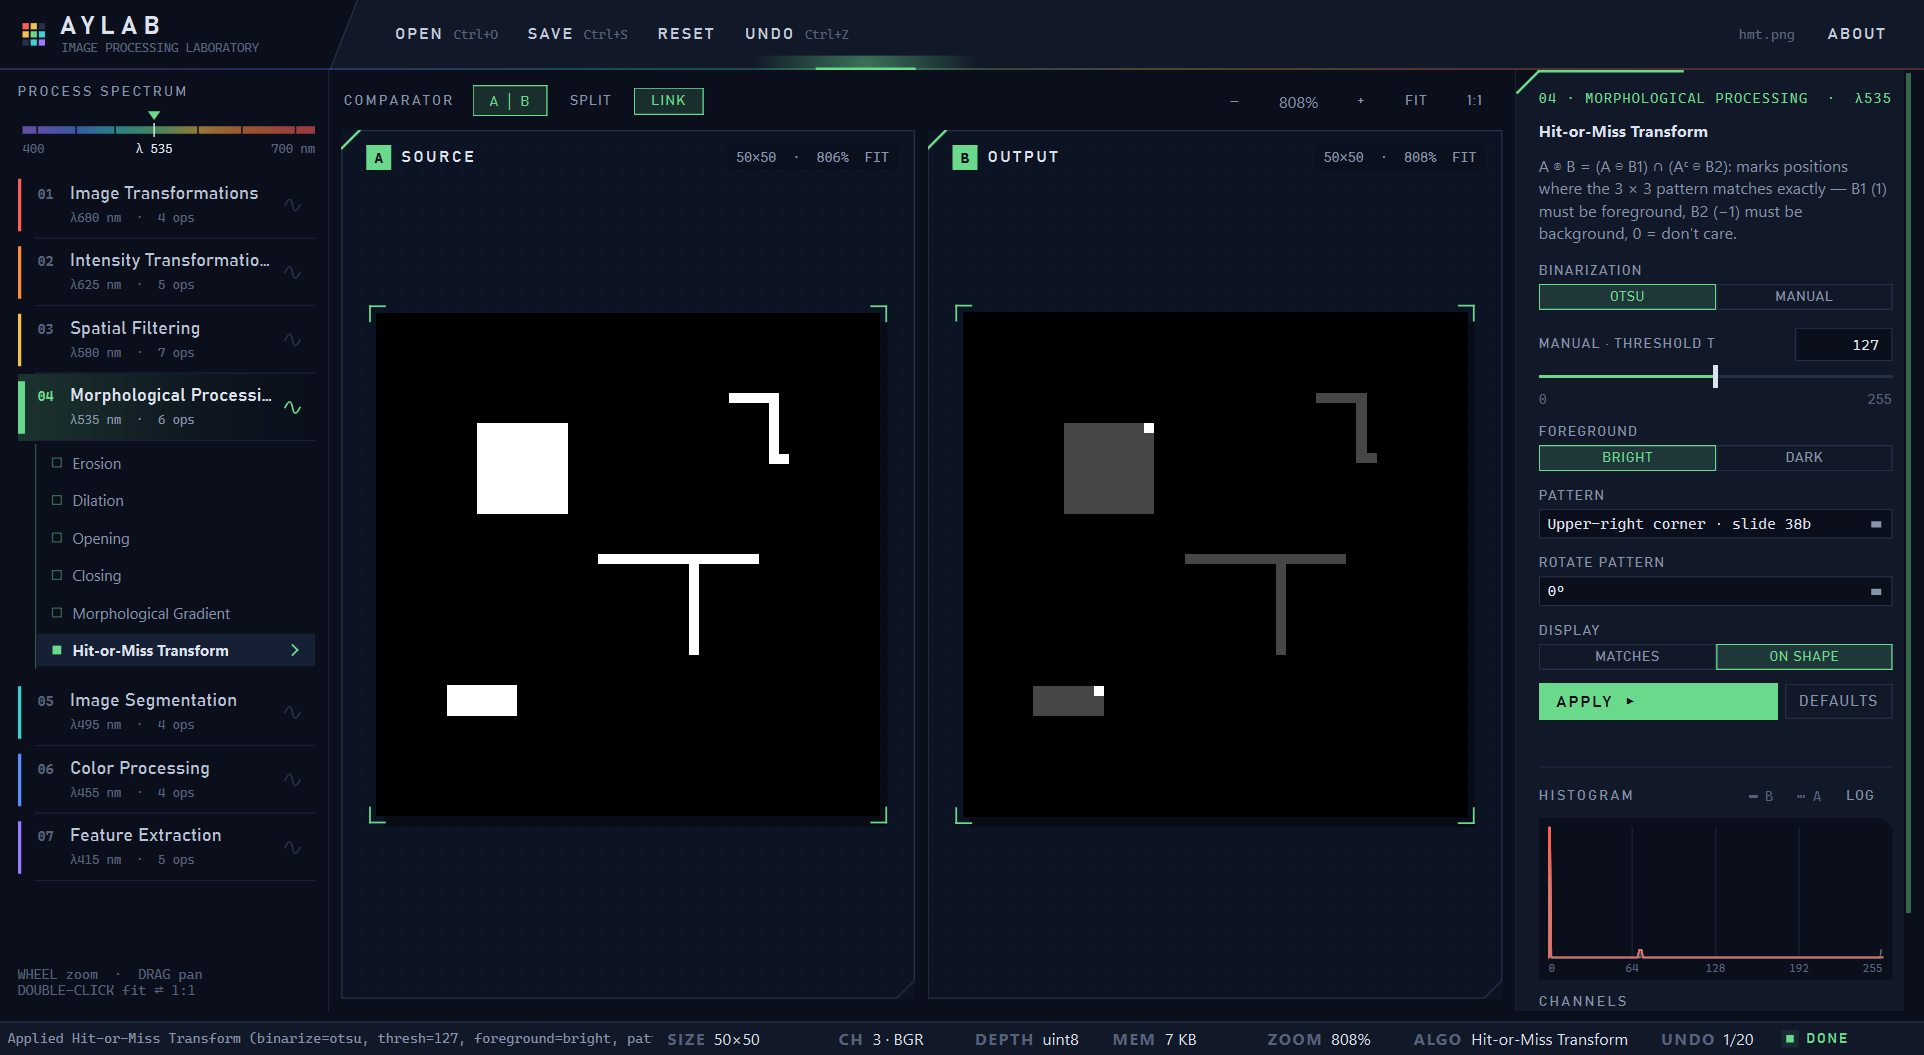 AYLAB
IMAGE PROCESSING LABORATORY
OPEN Ctrl+O SAVE Ctrl+S RESET UNDO Ctrl+Z
hmt.png ABOUT
PROCESS SPECTRUM
400 λ 535 700 nm
01 Image Transformations
λ680 nm · 4 ops
02 Intensity Transformatio…
λ625 nm · 5 ops
03 Spatial Filtering
λ580 nm · 7 ops
04 Morphological Processi…
λ535 nm · 6 ops
Erosion
Dilation
Opening
Closing
Morphological Gradient
Hit-or-Miss Transform
05 Image Segmentation
λ495 nm · 4 ops
06 Color Processing
λ455 nm · 4 ops
07 Feature Extraction
λ415 nm · 5 ops
WHEEL zoom · DRAG pan
DOUBLE-CLICK fit ⇄ 1:1
COMPARATOR A | B SPLIT LINK
− 808% + FIT 1:1
A SOURCE 50×50 · 806% FIT
B OUTPUT 50×50 · 808% FIT
04 · MORPHOLOGICAL PROCESSING · λ535
Hit-or-Miss Transform
A ⊛ B = (A ⊖ B1) ∩ (Aᶜ ⊖ B2): marks positions
where the 3 × 3 pattern matches exactly — B1 (1)
must be foreground, B2 (−1) must be
background, 0 = don't care.
BINARIZATION
OTSU MANUAL
MANUAL · THRESHOLD T 127
0 255
FOREGROUND
BRIGHT DARK
PATTERN
Upper-right corner · slide 38b
ROTATE PATTERN
0°
DISPLAY
MATCHES ON SHAPE
APPLY ▸ DEFAULTS
HISTOGRAM B A LOG
0 64 128 192 255
CHANNELS
Applied Hit-or-Miss Transform (binarize=otsu, thresh=127, foreground=bright, pat
SIZE 50×50 CH 3 · BGR DEPTH uint8 MEM 7 KB ZOOM 808% ALGO Hit-or-Miss Transform UNDO 1/20 DONE